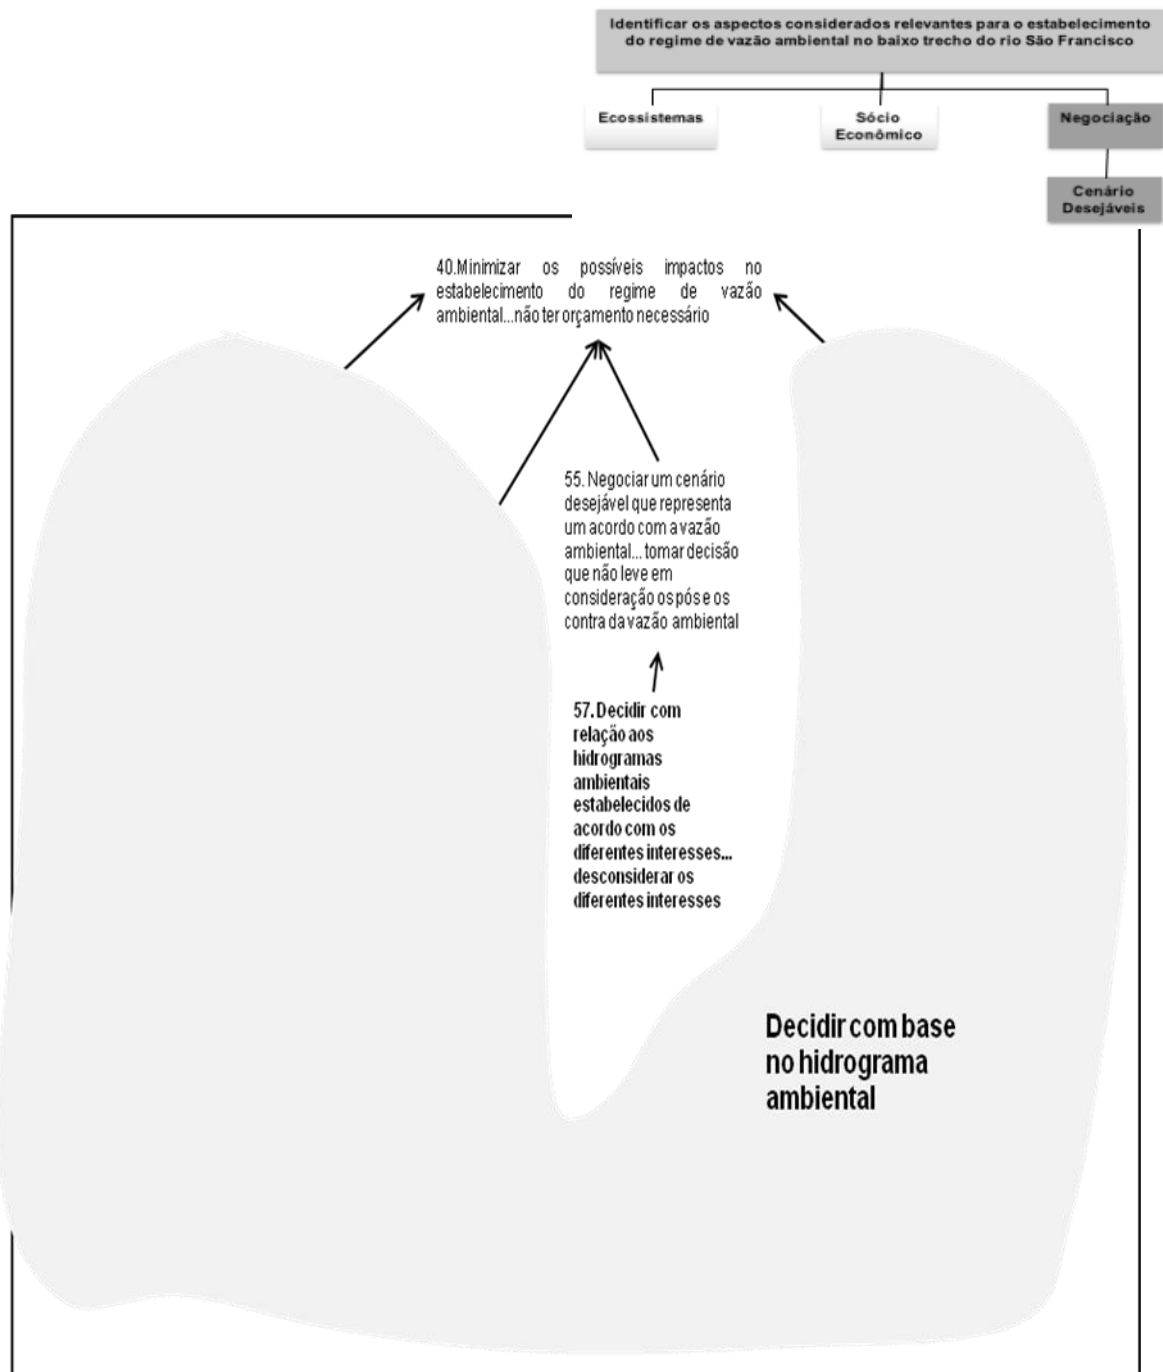 Identificar os aspectos considerados relevantes para o estabelecimento
do regime de vazão ambiental no baixo trecho do rio São Francisco
Ecossistemas
Sócio
Econômico
Negociação
Cenário
Desejáveis
40.Minimizar os possíveis impactos no
estabelecimento do regime de vazão
ambiental...não ter orçamento necessário
55. Negociar um cenário
desejável que representa
um acordo com a vazão
ambiental... tomar decisão
que não leve em
consideração os pós e os
contra da vazão ambiental
57. Decidir com
relação aos
hidrogramas
ambientais
estabelecidos de
acordo com os
diferentes interesses...
desconsiderar os
diferentes interesses
Decidir com base
no hidrograma
ambiental